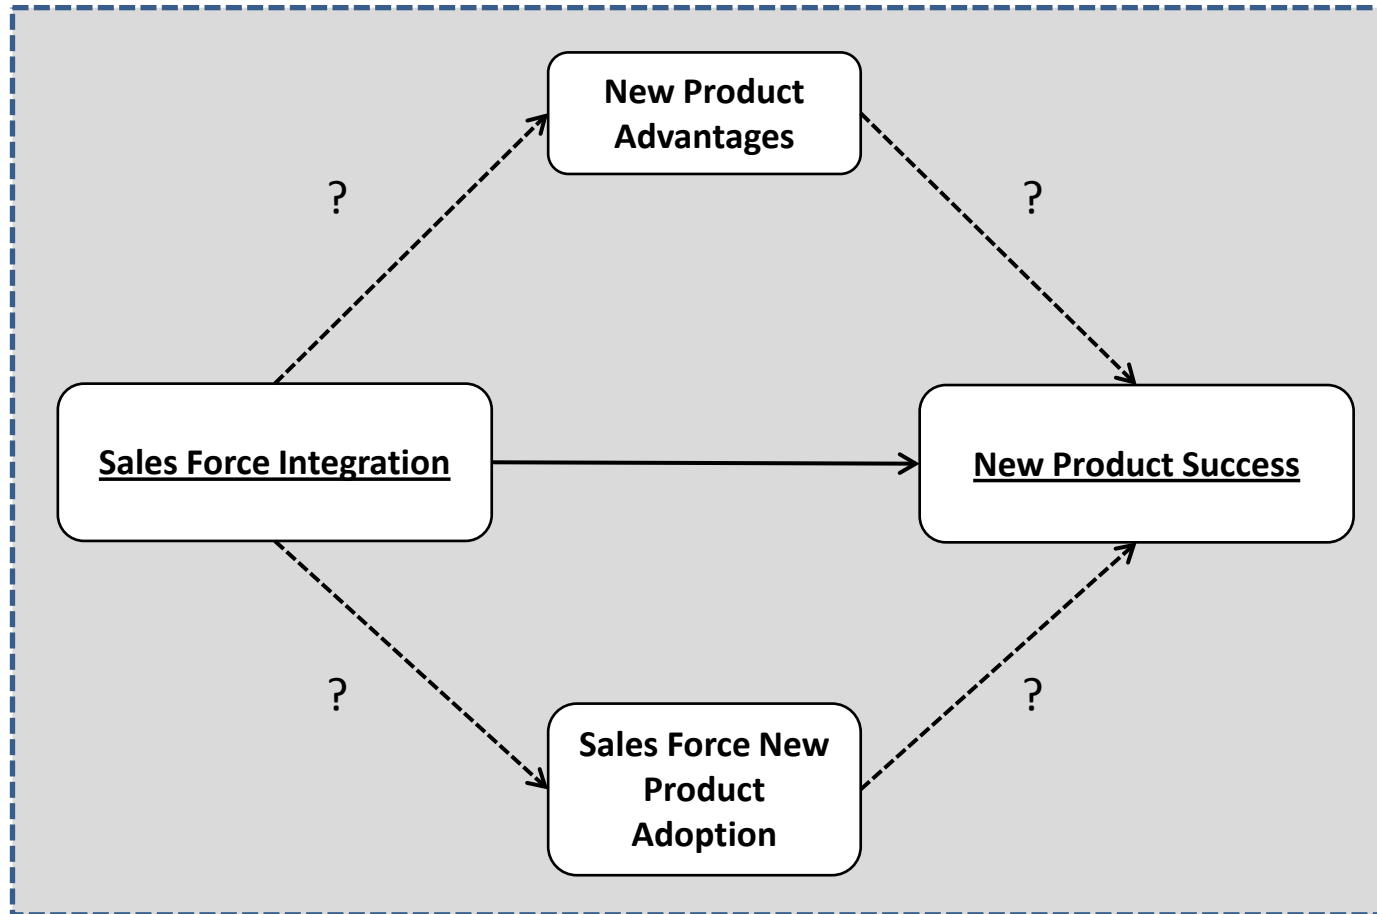 New Product
Advantages
?
?
Sales Force Integration
New Product Success
?
?
Sales Force New
Product
Adoption